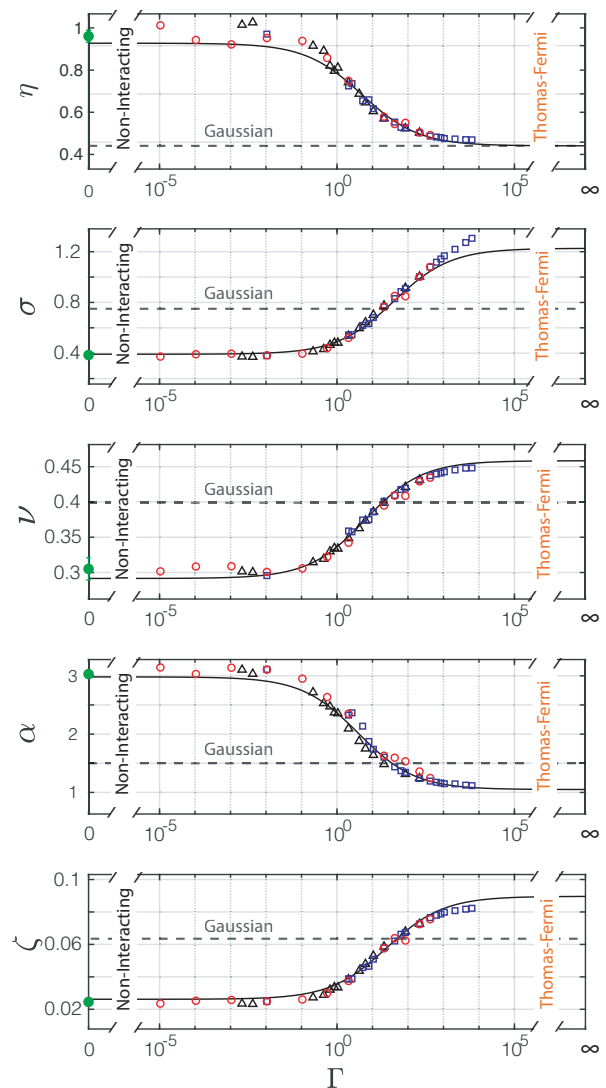 η
1
0.8
0.6
0.4
Non-Interacting
Gaussian
Thomas-Fermi
0
10^-5
10^0
10^5
∞
σ
1.2
0.8
0.4
Non-Interacting
Gaussian
Thomas-Fermi
0
10^-5
10^0
10^5
∞
ν
0.45
0.4
0.35
0.3
Non-Interacting
Gaussian
Thomas-Fermi
0
10^-5
10^0
10^5
∞
α
3
2
1
Non-Interacting
Gaussian
Thomas-Fermi
0
10^-5
10^0
10^5
∞
ζ
0.1
0.06
0.02
Non-Interacting
Gaussian
Thomas-Fermi
0
10^-5
10^0
10^5
∞
Γ